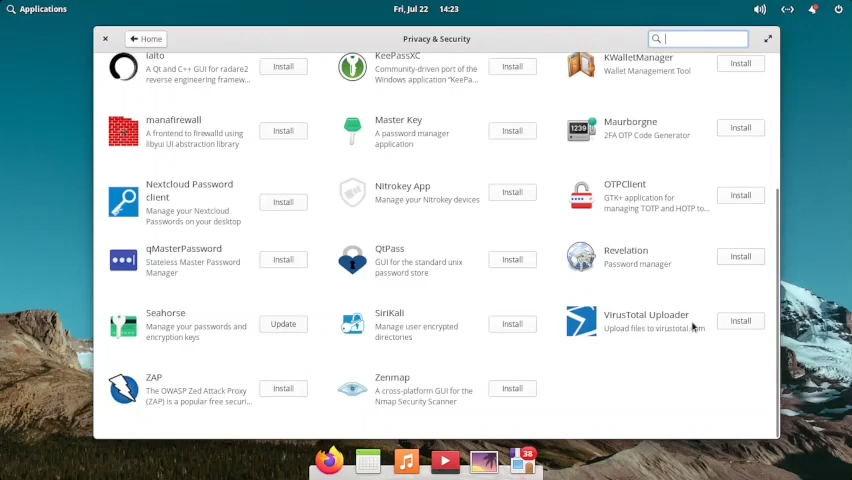 Applications
Fri, Jul 22 14:23
Home
Privacy & Security
Iaito
A Qt and C++ GUI for radare2
reverse engineering framew...
Install
KeePassXC
Community-driven port of the
Windows application "KeePa...
Install
KWalletManager
Wallet Management Tool
Install
manafirewall
A frontend to firewalld using
libyui UI abstraction library
Install
Master Key
A password manager
application
Install
1239
Maurborgne
2FA OTP Code Generator
Install
Nextcloud Password
client
Manage your Nextcloud
Passwords on your desktop
Install
Nitrokey App
Manage your Nitrokey devices
Install
OTPClient
GTK+ application for
managing TOTP and HOTP to...
Install
qMasterPassword
Stateless Master Password
Manager
Install
QtPass
GUI for the standard unix
password store
Install
Revelation
Password manager
Install
Seahorse
Manage your passwords and
encryption keys
Update
SiriKali
Manage user encrypted
directories
Install
VirusTotal Uploader
Upload files to virustotal.com
Install
ZAP
The OWASP Zed Attack Proxy
(ZAP) is a popular free securi...
Install
Zenmap
A cross-platform GUI for the
Nmap Security Scanner
Install
38